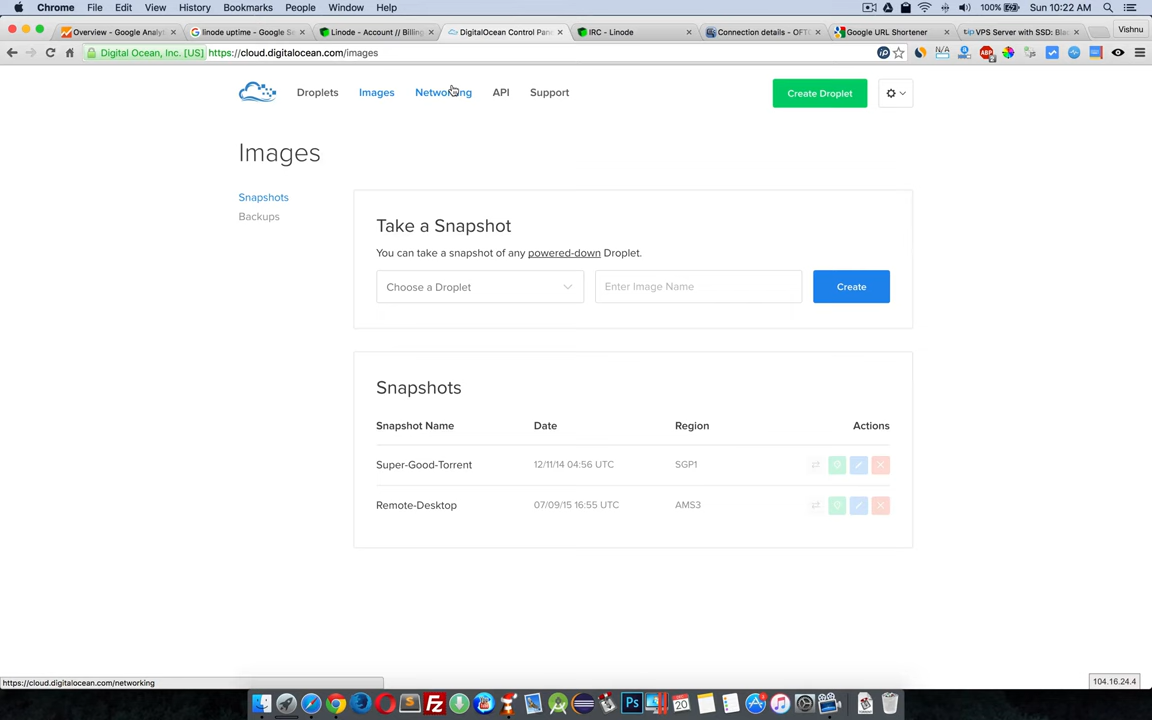 Chrome File Edit View History Bookmarks People Window Help 100% Sun 10:22 AM
Overview - Google Analyt linode uptime - Google Se Linode - Account // Billing DigitalOcean Control Pane IRC - Linode Connection details - OFT Google URL Shortener VPS Server with SSD: Bla Vishnu
Digital Ocean, Inc. [US] https://cloud.digitalocean.com/images
Droplets Images Networking API Support Create Droplet
Images
Snapshots
Backups
Take a Snapshot
You can take a snapshot of any powered-down Droplet.
Choose a Droplet Enter Image Name Create
Snapshots
Snapshot Name Date Region Actions
Super-Good-Torrent 12/11/14 04:56 UTC SGP1
Remote-Desktop 07/09/15 16:55 UTC AMS3
https://cloud.digitalocean.com/networking
104.16.24.4